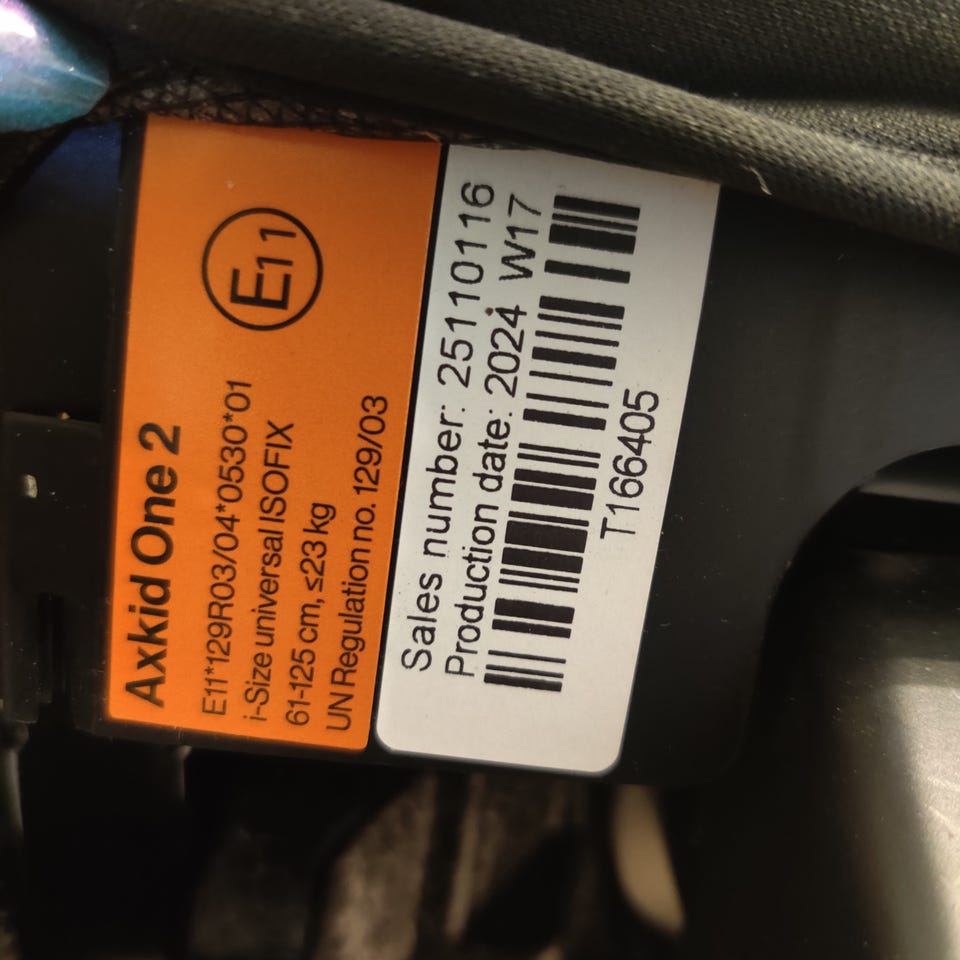 Axkid One 2
E11
E11*129R03/04*0530*01
i-Size universal ISOFIX
61-125 cm, ≤23 kg
UN Regulation no. 129/03
Sales number: 25110116
Production date: 2024 W17
T166405